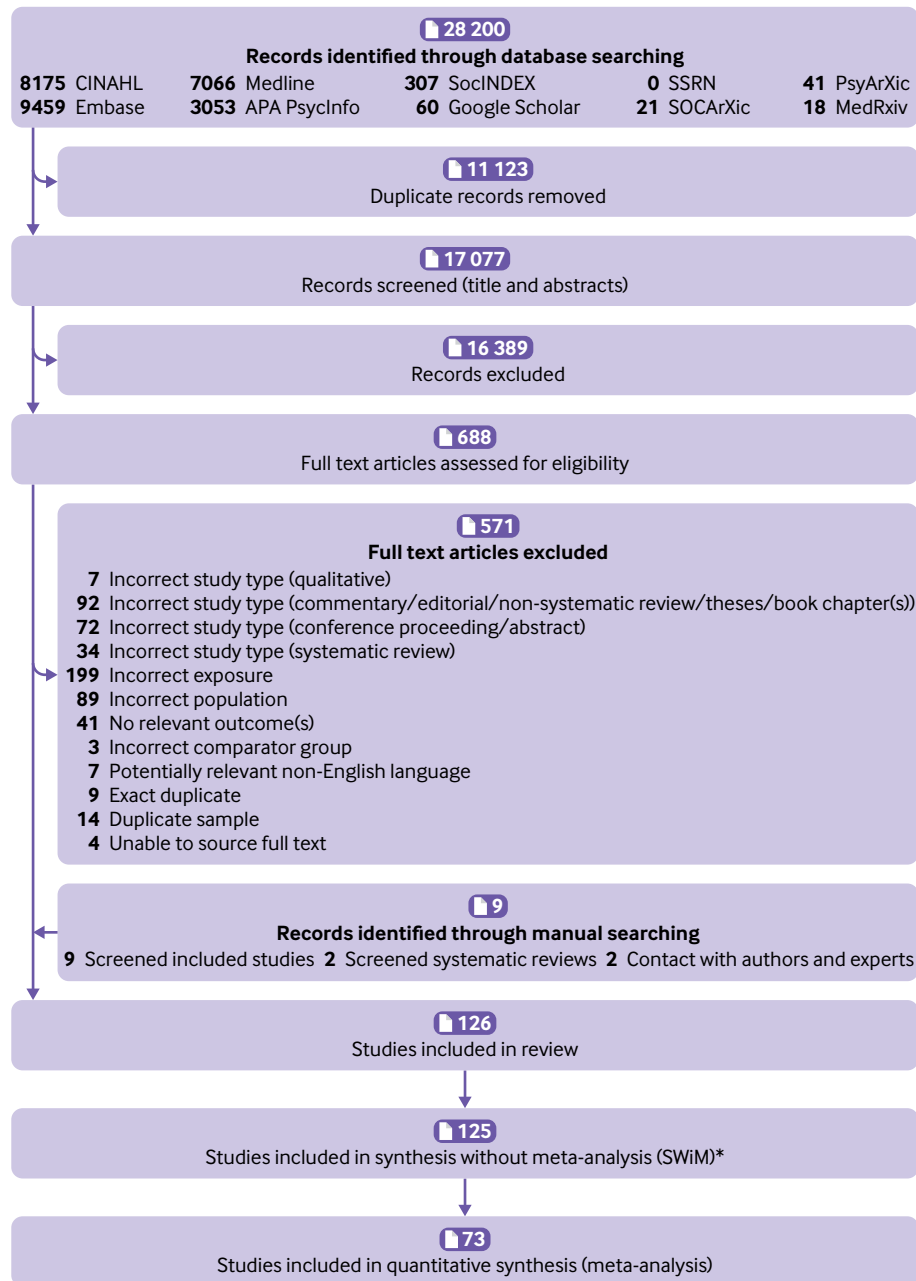 28 200
Records identified through database searching
8175 CINAHL 7066 Medline 307 SocINDEX 0 SSRN 41 PsyArXic
9459 Embase 3053 APA PsycInfo 60 Google Scholar 21 SOCArXic 18 MedRxiv
11 123
Duplicate records removed
17 077
Records screened (title and abstracts)
16 389
Records excluded
688
Full text articles assessed for eligibility
571
Full text articles excluded
7 Incorrect study type (qualitative)
92 Incorrect study type (commentary/editorial/non-systematic review/theses/book chapter(s))
72 Incorrect study type (conference proceeding/abstract)
34 Incorrect study type (systematic review)
199 Incorrect exposure
89 Incorrect population
41 No relevant outcome(s)
3 Incorrect comparator group
7 Potentially relevant non-English language
9 Exact duplicate
14 Duplicate sample
4 Unable to source full text
9
Records identified through manual searching
9 Screened included studies 2 Screened systematic reviews 2 Contact with authors and experts
126
Studies included in review
125
Studies included in synthesis without meta-analysis (SWiM)*
73
Studies included in quantitative synthesis (meta-analysis)